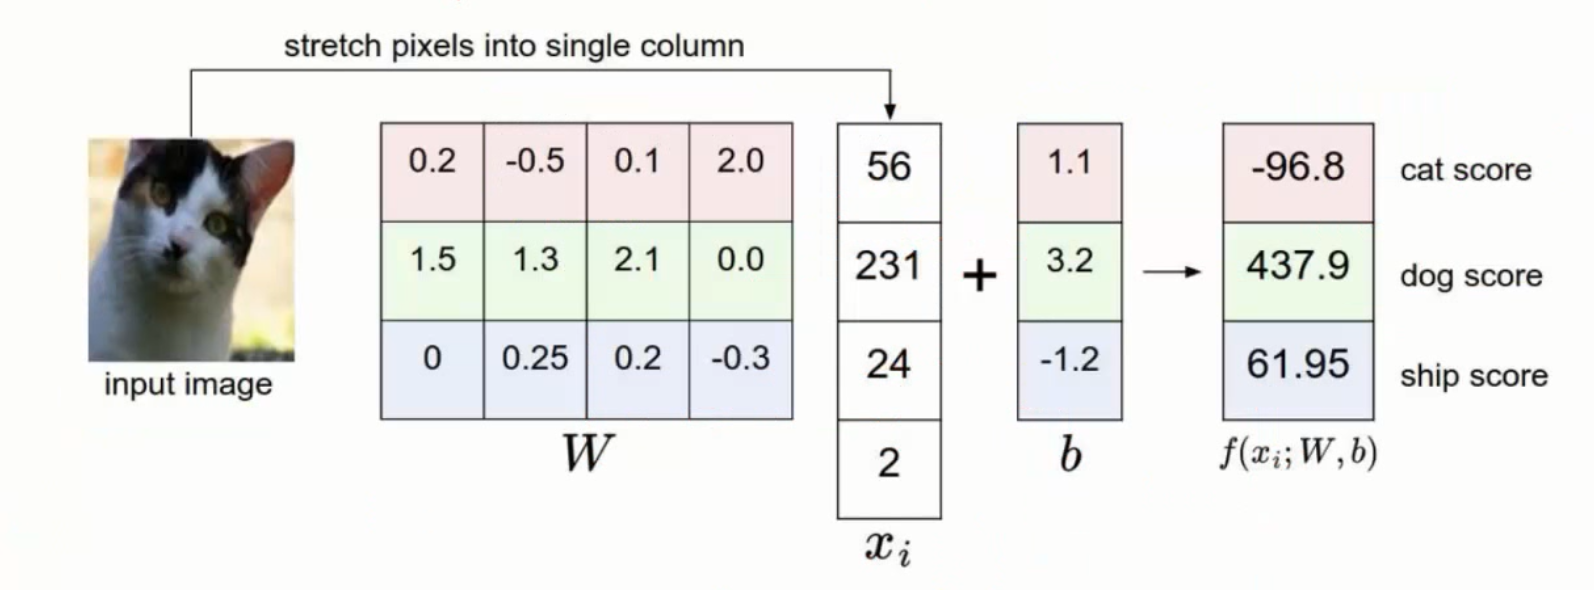 stretch pixels into single column
0.2 -0.5 0.1 2.0
1.5 1.3 2.1 0.0
0 0.25 0.2 -0.3
W
56
231
24
2
x_i
+
1.1
3.2
-1.2
b
-96.8 cat score
437.9 dog score
61.95 ship score
f(x_i; W, b)
input image